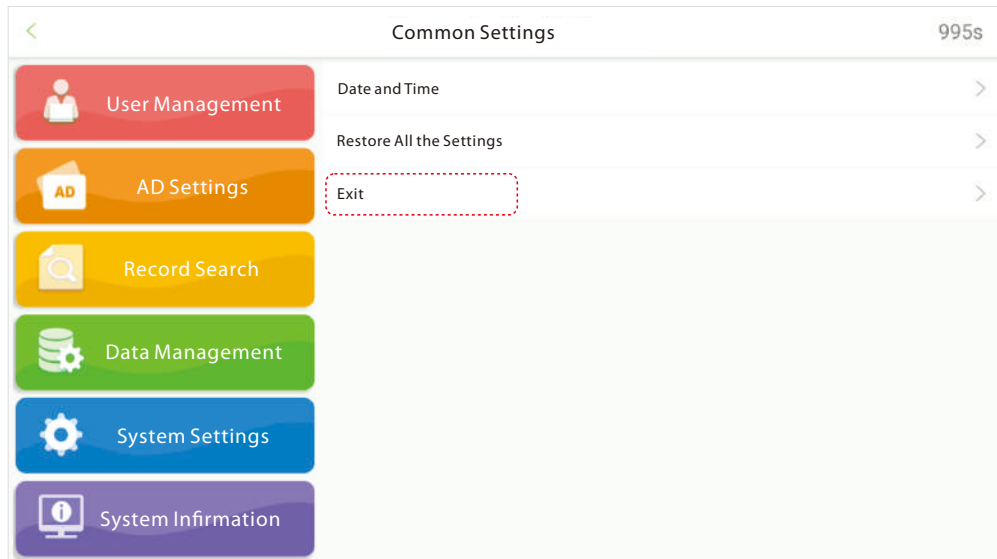 Common Settings
995s
User Management
AD
AD Settings
Record Search
Data Management
System Settings
System Infirmation
Date and Time
Restore All the Settings
Exit